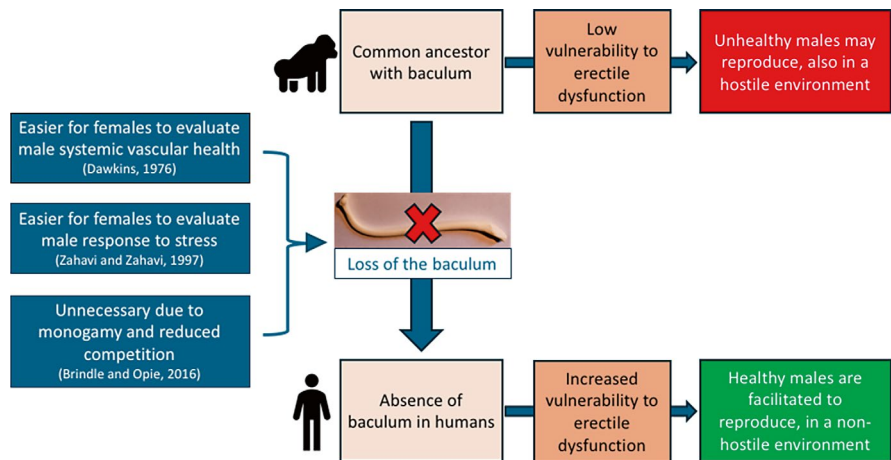 Common ancestor
with baculum
Low
vulnerability to
erectile
dysfunction
Unhealthy males may
reproduce, also in a
hostile environment
Easier for females to evaluate
male systemic vascular health
(Dawkins, 1976)
Easier for females to evaluate
male response to stress
(Zahavi and Zahavi, 1997)
Unnecessary due to
monogamy and reduced
competition
(Brindle and Opie, 2016)
Loss of the baculum
Absence of
baculum in humans
Increased
vulnerability to
erectile
dysfunction
Healthy males are
facilitated to
reproduce, in a non-
hostile environment